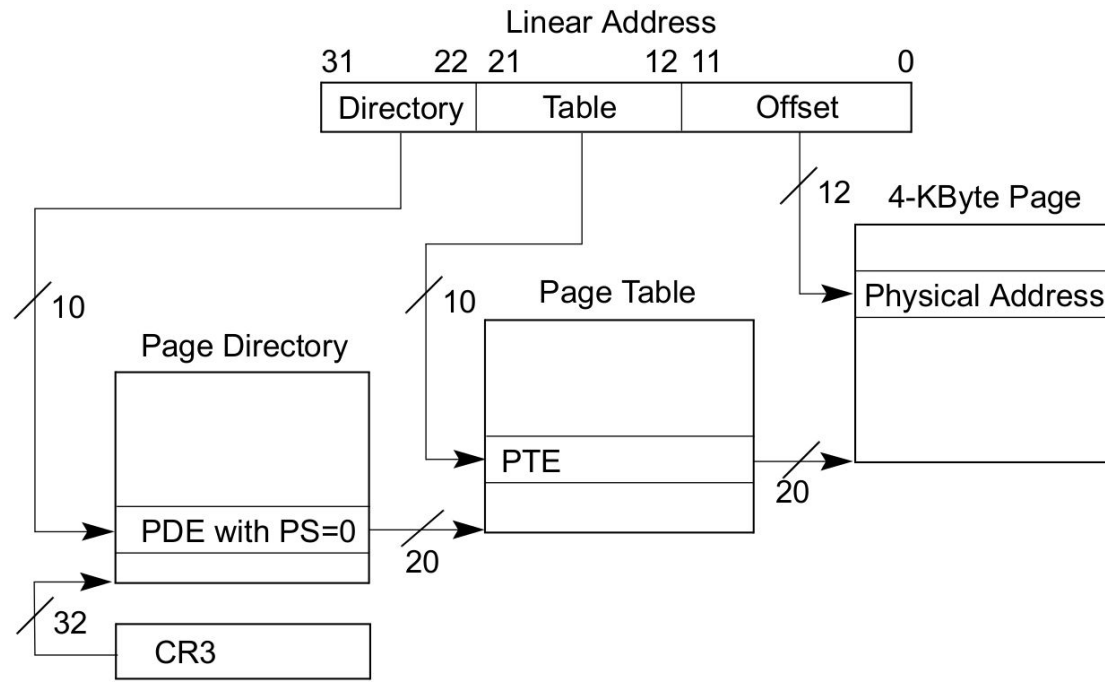 Linear Address
31 22 21 12 11 0
Directory Table Offset
12
4-KByte Page
10
10
Page Table
Physical Address
Page Directory
PTE
20
PDE with PS=0
20
32
CR3